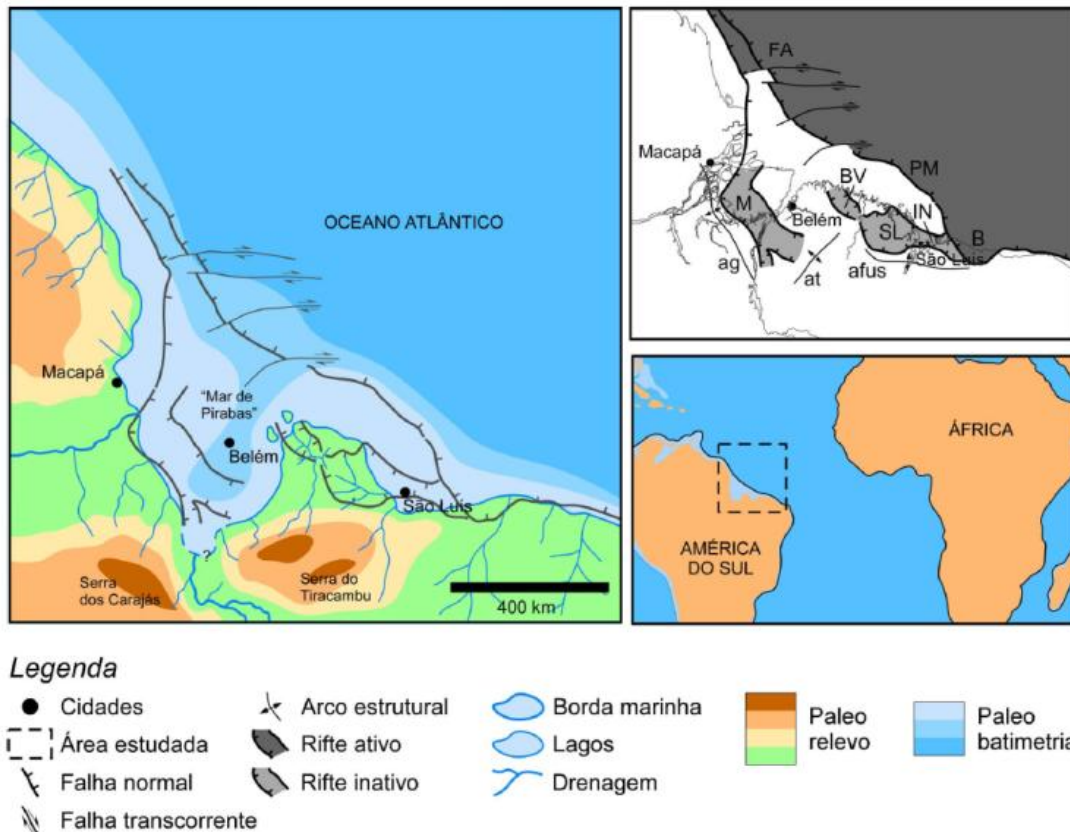 OCEANO ATLÂNTICO
Macapá
“Mar de
Pirabas”
Belém
São Luís
?
Serra
dos Carajás
Serra do
Tiracambu
400 km
FA
Macapá
PM
BV
M
Belém
IN
SL
B
São Luís
ag
at
afus
ÁFRICA
AMÉRICA
DO SUL
Legenda
Cidades
Área estudada
Falha normal
Falha transcorrente
Arco estrutural
Rifte ativo
Rifte inativo
Borda marinha
Lagos
Drenagem
Paleo
relevo
Paleo
batimetria